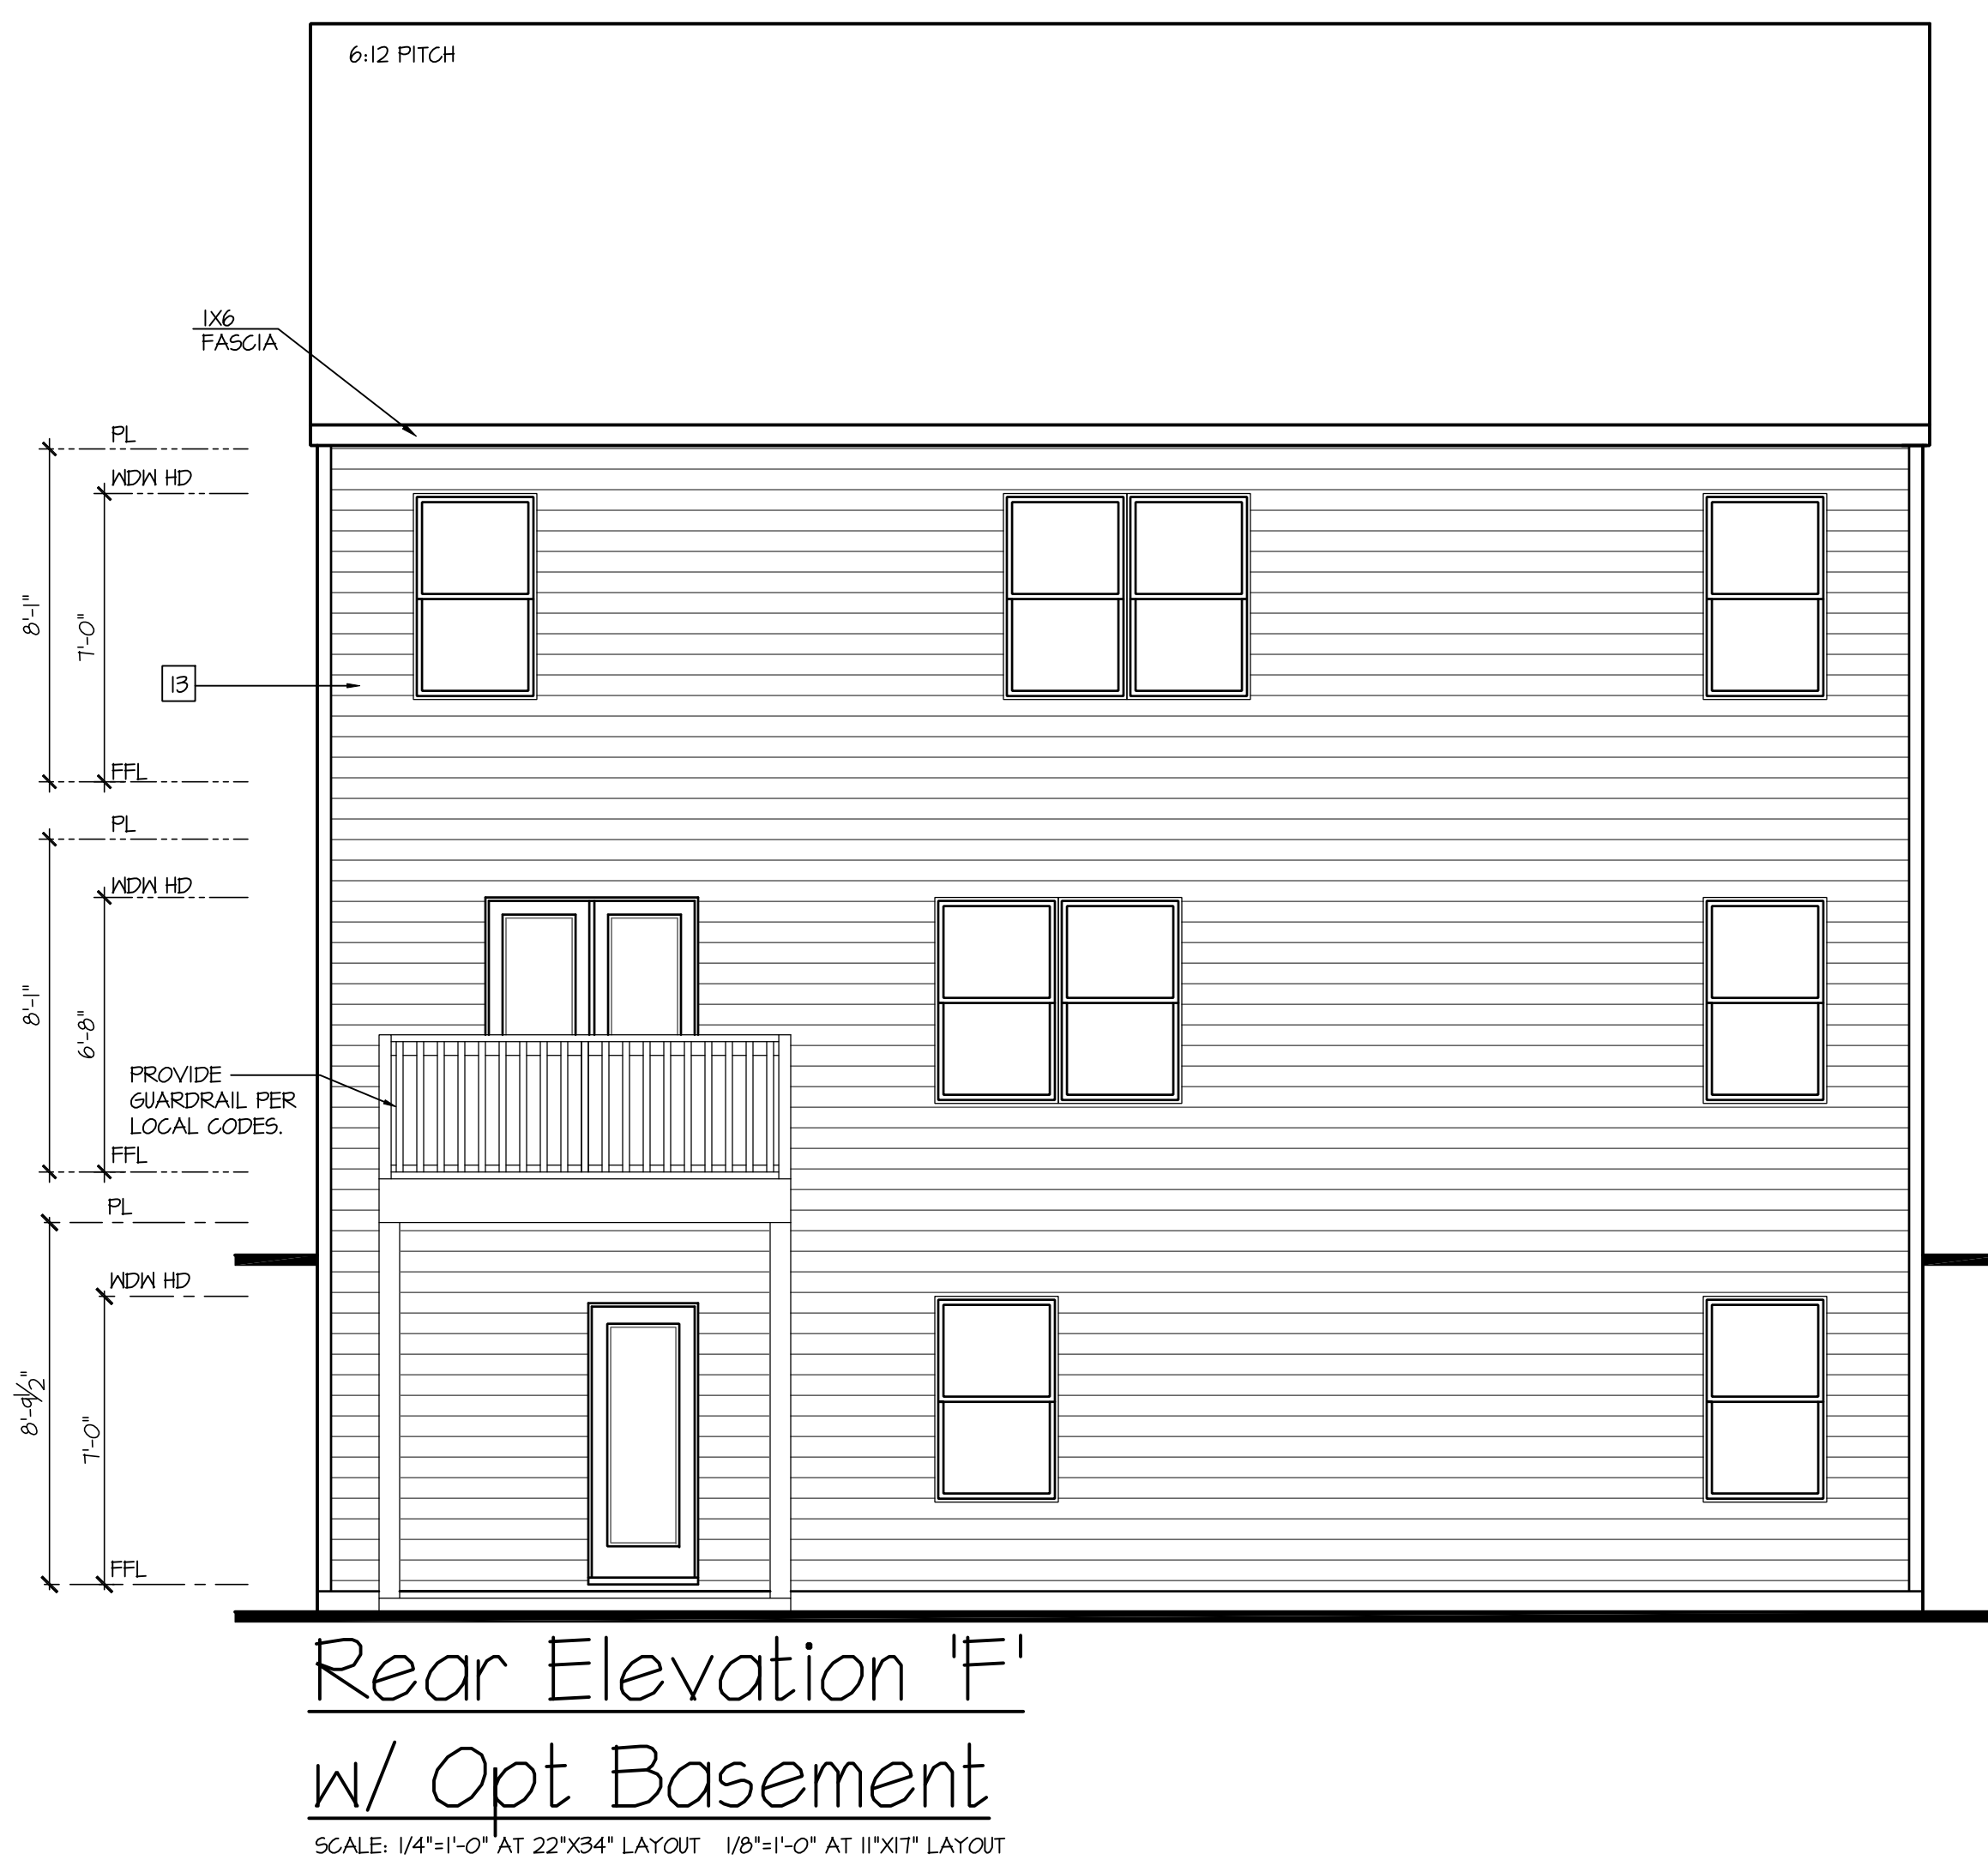 6:12 PITCH
1X6
FASCIA
PL
WDW HD
8'-1"
7'-0"
13
FFL
PL
WDW HD
8'-1"
6'-8"
PROVIDE
GUARDRAIL PER
LOCAL CODES.
FFL
PL
WDW HD
8'-9½"
7'-0"
FFL
Rear Elevation 'F'
w/ Opt Basement
SCALE: 1/4"=1'-0" AT 22"X34" LAYOUT 1/8"=1'-0" AT 11"X17" LAYOUT